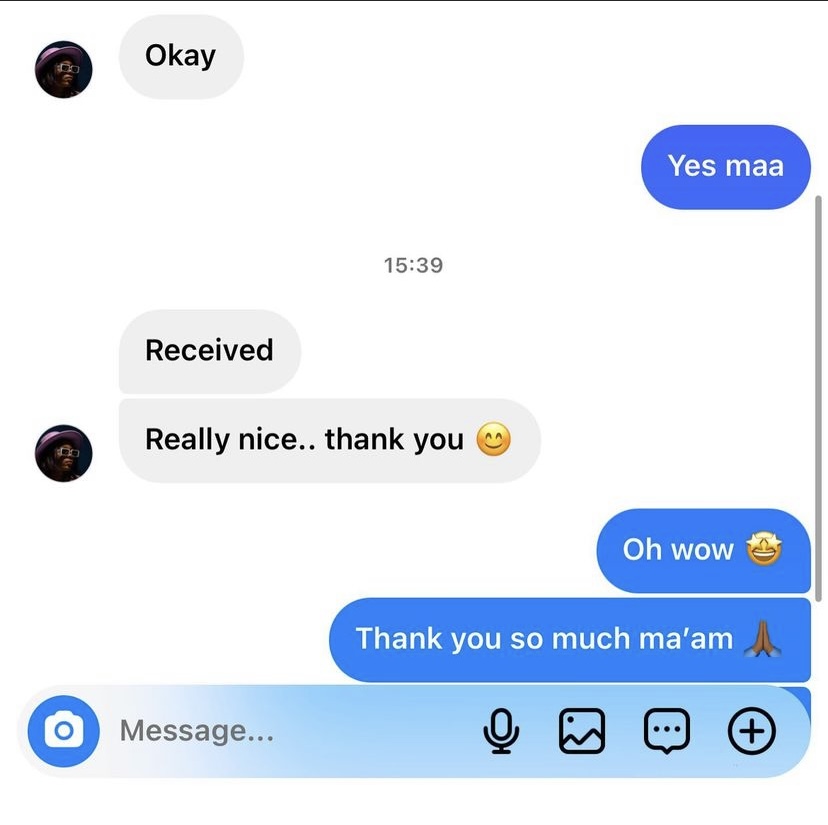 Okay
Yes maa
15:39
Received
Really nice.. thank you 😊
Oh wow 🤩
Thank you so much ma’am 🙏🏾
Message...